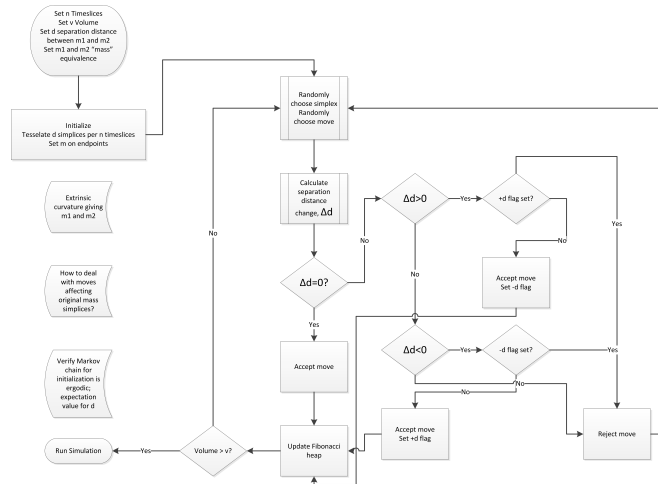 Set n Timeslices
Set v Volume
Set d separation distance
between m1 and m2
Set m1 and m2 “mass”
equivalence
Initialize
Tesselate d simplices per n timeslices
Set m on endpoints
Extrinsic
curvature giving
m1 and m2
How to deal
with moves
affecting
original mass
simplices?
Verify Markov
chain for
initialization is
ergodic;
expectation
value for d
Run Simulation
Yes
Volume > v?
No
Randomly
choose simplex
Randomly
choose move
Calculate
separation
distance
change, Δd
Δd=0?
No
Yes
Accept move
Update Fibonacci
heap
Δd>0
Yes
+d flag set?
Yes
No
Accept move
Set -d flag
No
Δd<0
Yes
-d flag set?
Yes
No
No
Accept move
Set +d flag
Reject move